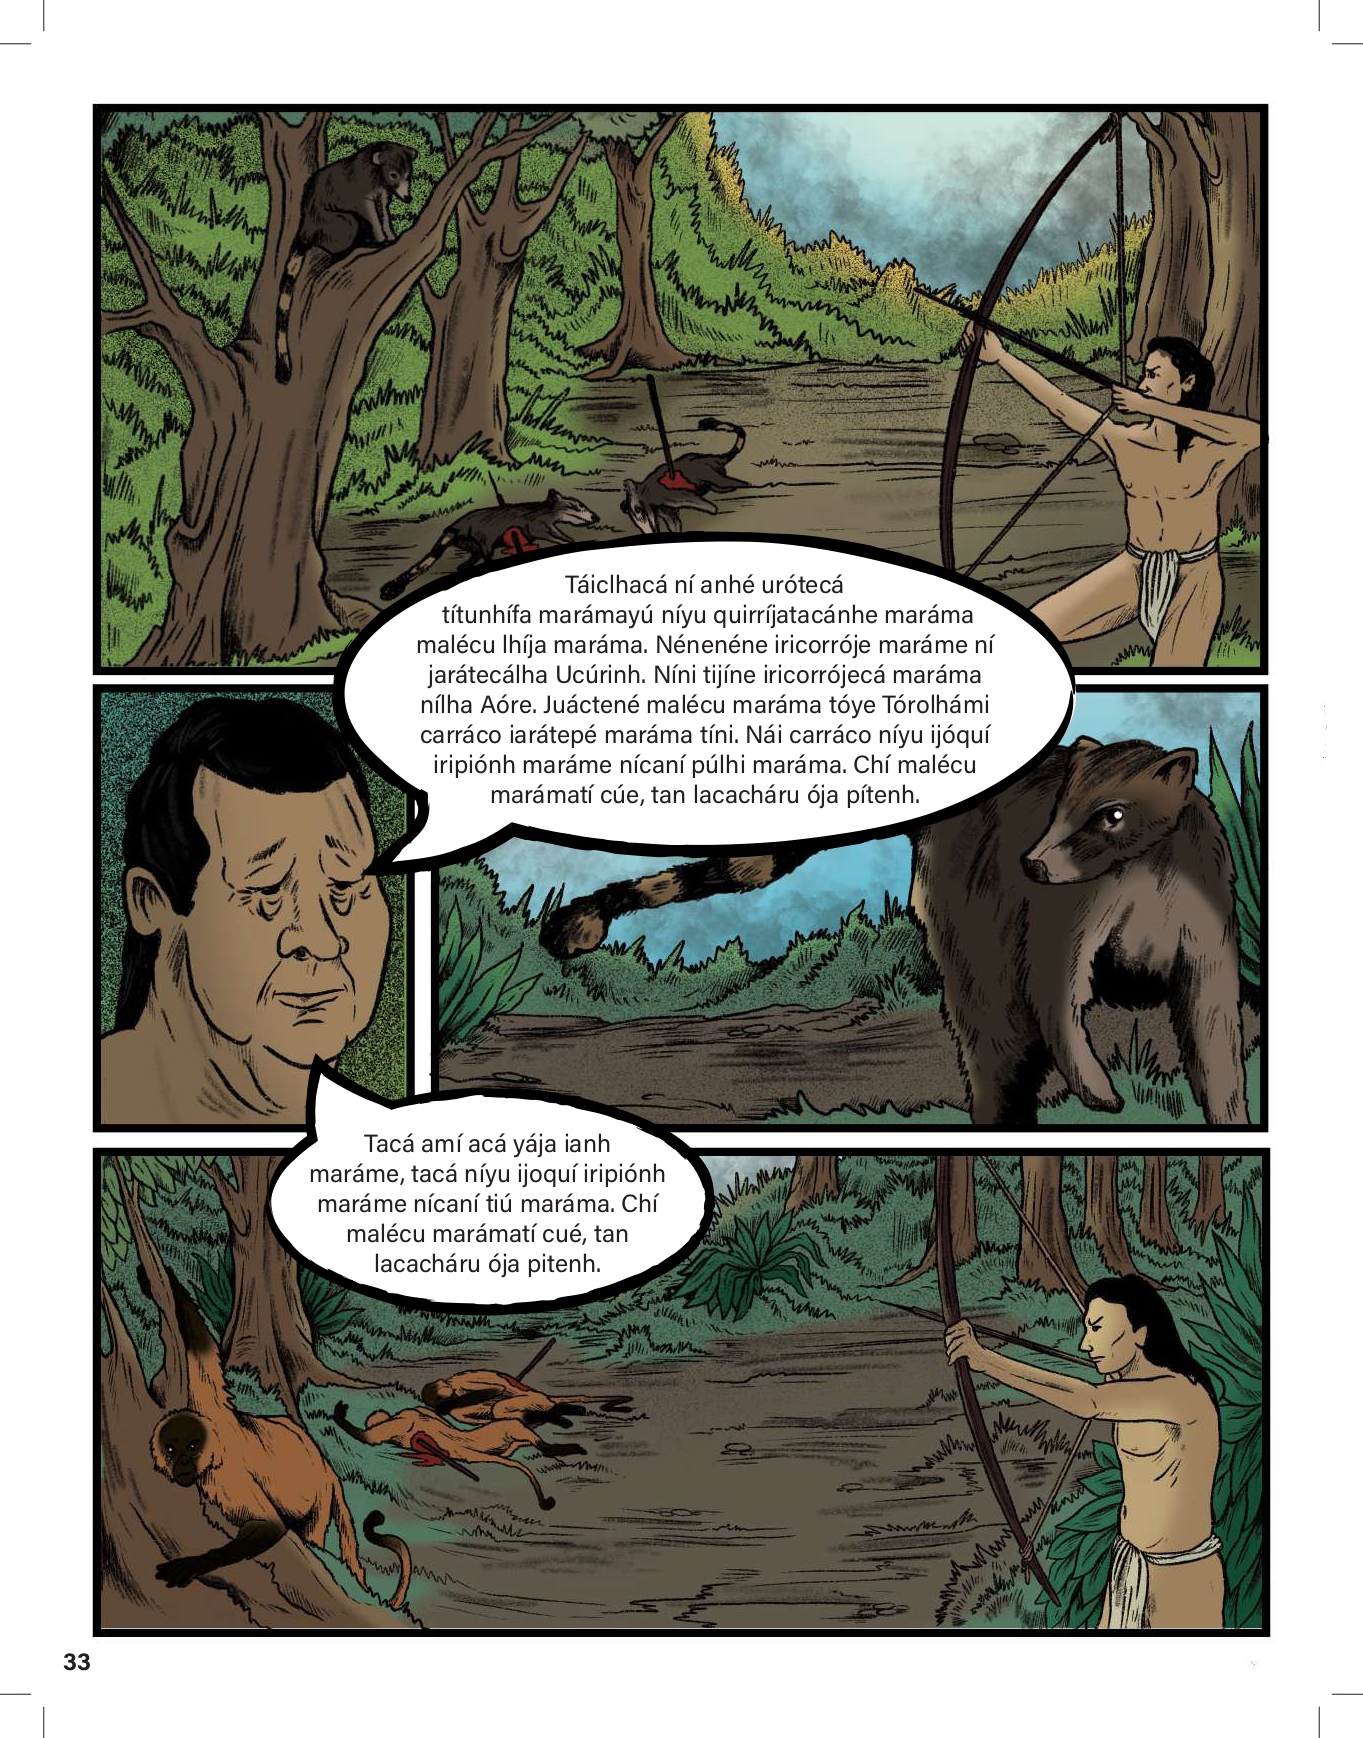 Táiclhacá ní anhé urótecá
títunhífa marámayú níyu quirríjatacánhe maráma
malécu lhíja maráma. Nénenéne iricorróje maráme ní
jarátecálha Ucúrinh. Níni tijíne iricorrójecá maráma
nílha Aóre. Juáctené malécu maráma tóye Tórolhámi
carráco iarátepé maráma tíni. Nái carráco níyu ijóquí
iripiónh maráme nícaní púlhi maráma. Chí malécu
marámatí cúe, tan lacacháru ója pítenh.
Tacá amí acá yája ianh
maráme, tacá níyu ijoquí iripiónh
maráme nícaní tiú maráma. Chí
malécu marámatí cué, tan
lacacháru ója pitenh.
33